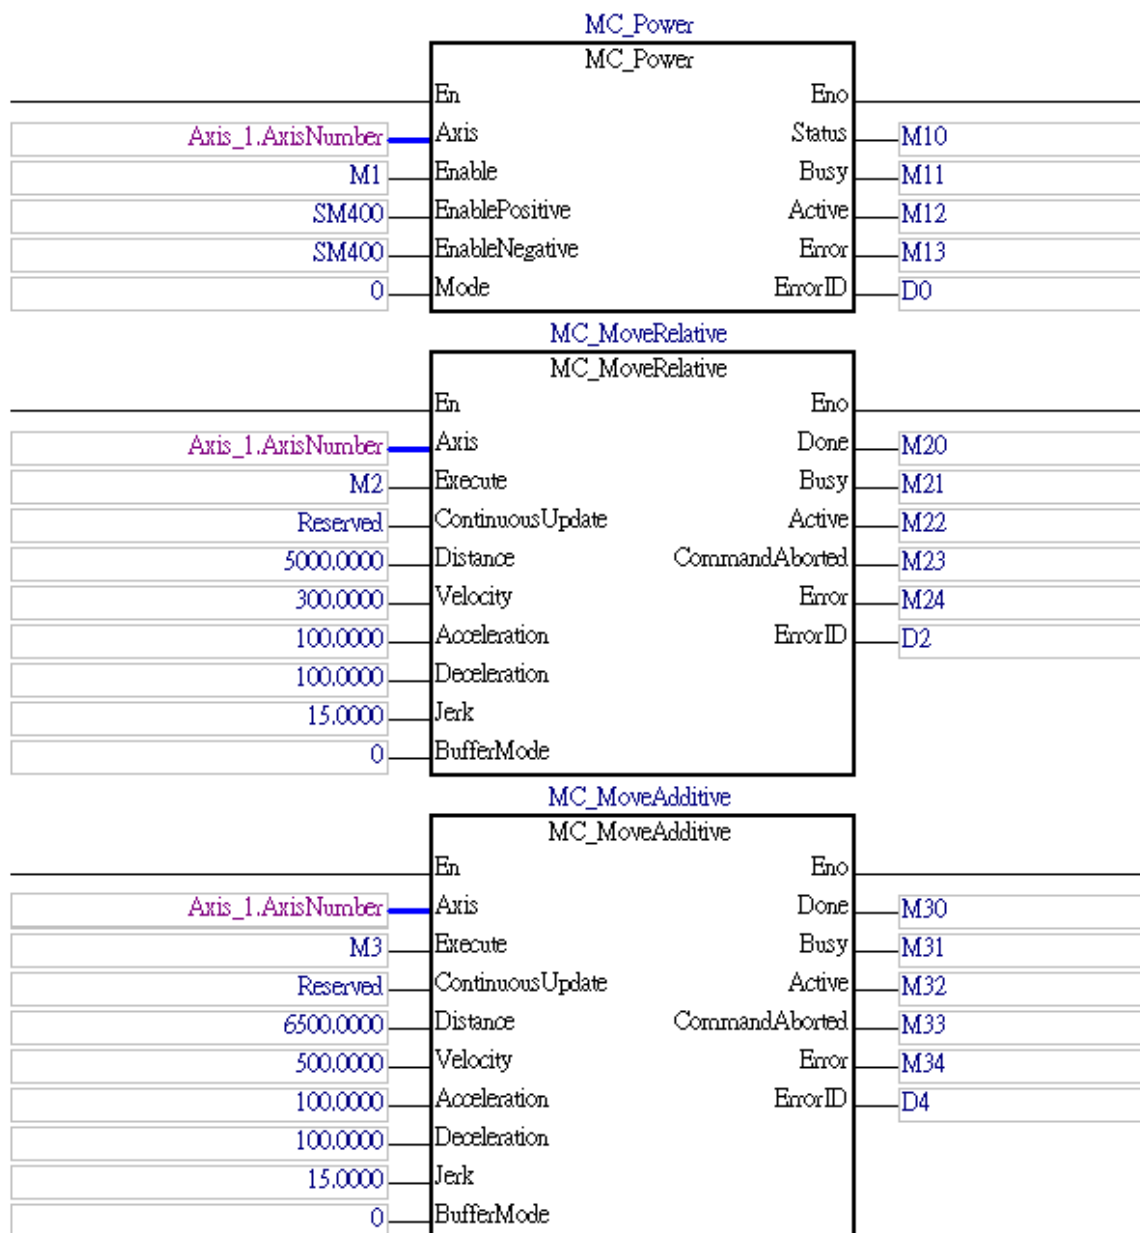 MC_Power
MC_Power
En Eno
Axis_1.AxisNumber Axis Status M10
M1 Enable Busy M11
SM400 EnablePositive Active M12
SM400 EnableNegative Error M13
0 Mode ErrorID D0
MC_MoveRelative
MC_MoveRelative
En Eno
Axis_1.AxisNumber Axis Done M20
M2 Execute Busy M21
Reserved ContinuousUpdate Active M22
5000.0000 Distance CommandAborted M23
300.0000 Velocity Error M24
100.0000 Acceleration ErrorID D2
100.0000 Deceleration
15.0000 Jerk
0 BufferMode
MC_MoveAdditive
MC_MoveAdditive
En Eno
Axis_1.AxisNumber Axis Done M30
M3 Execute Busy M31
Reserved ContinuousUpdate Active M32
6500.0000 Distance CommandAborted M33
500.0000 Velocity Error M34
100.0000 Acceleration ErrorID D4
100.0000 Deceleration
15.0000 Jerk
0 BufferMode